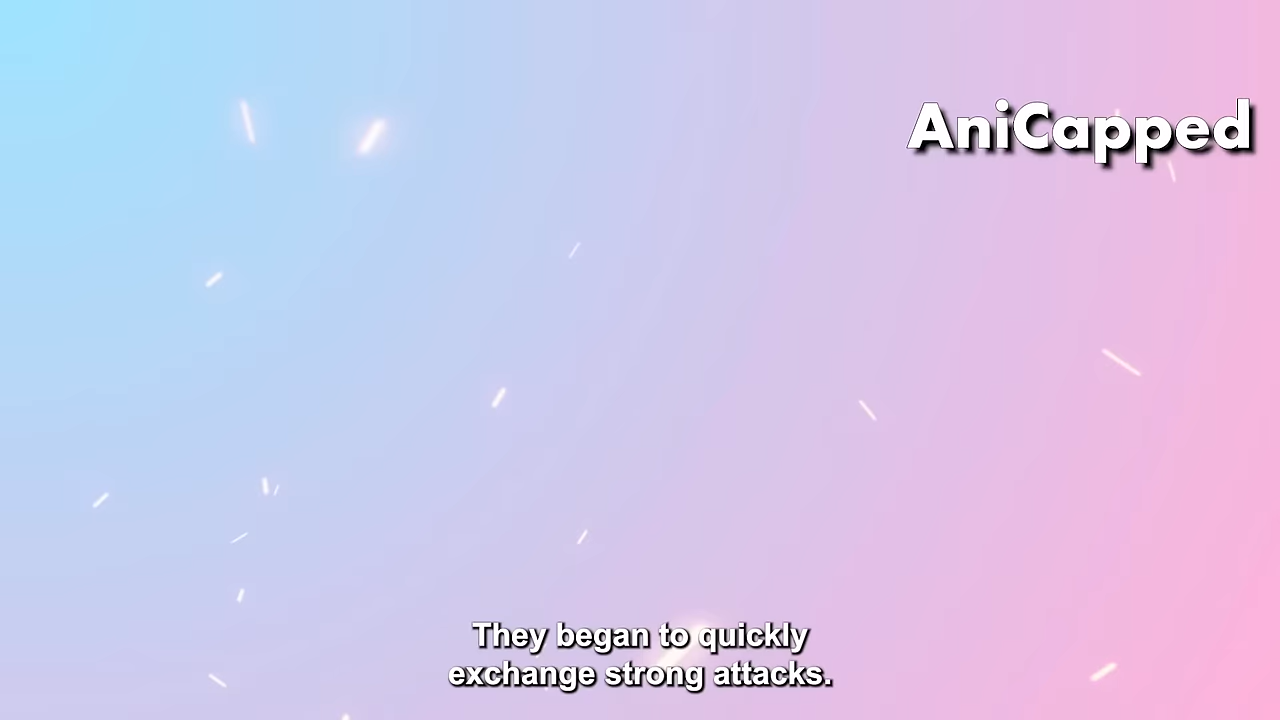 AniCapped
They began to quickly
exchange strong attacks.